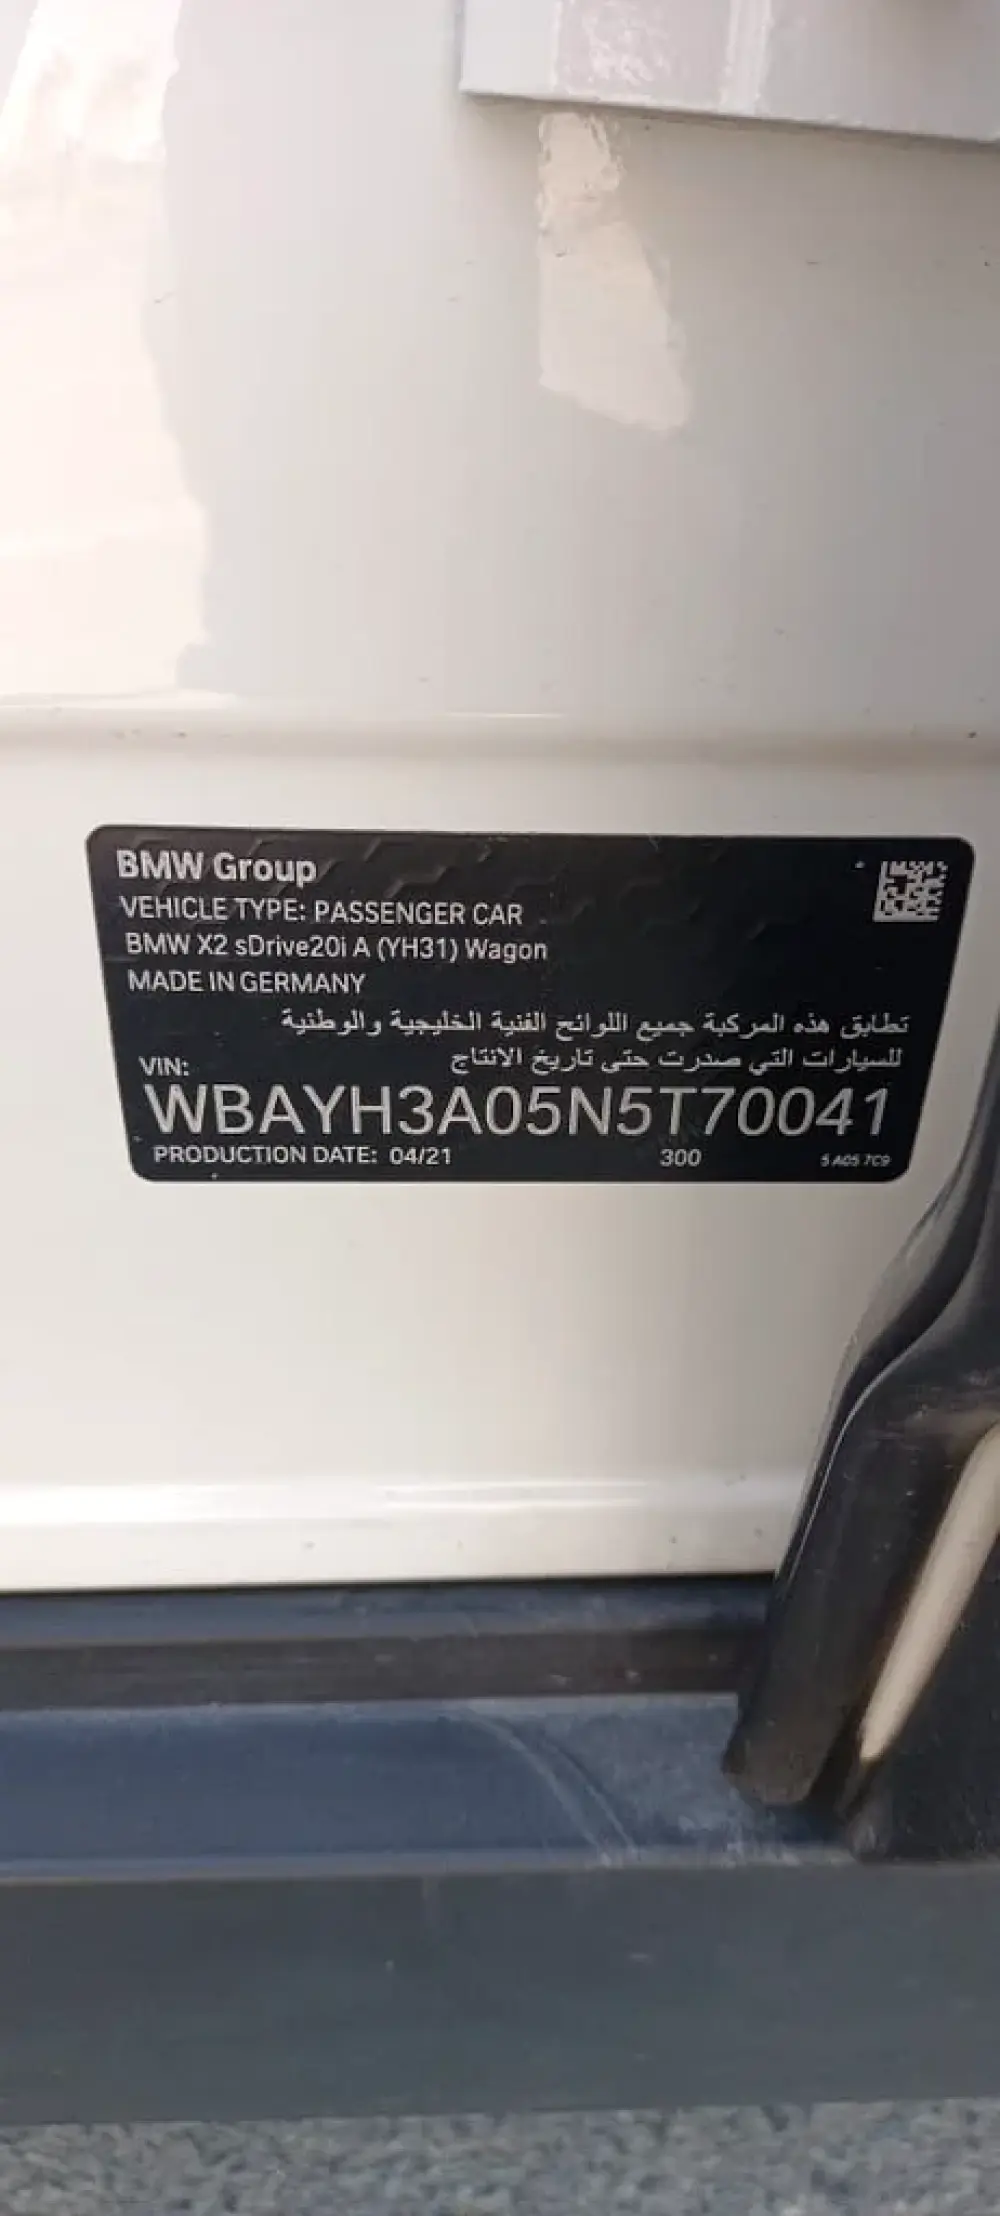 BMW Group
VEHICLE TYPE: PASSENGER CAR
BMW X2 sDrive20i A (YH31) Wagon
MADE IN GERMANY
تطابق هذه المركبة جميع اللوائح الفنية الخليجية والوطنية
للسيارات التي صدرت حتى تاريخ الانتاج
VIN:
WBAYH3A05N5T70041
PRODUCTION DATE: 04/21 300 5 A05 7C9